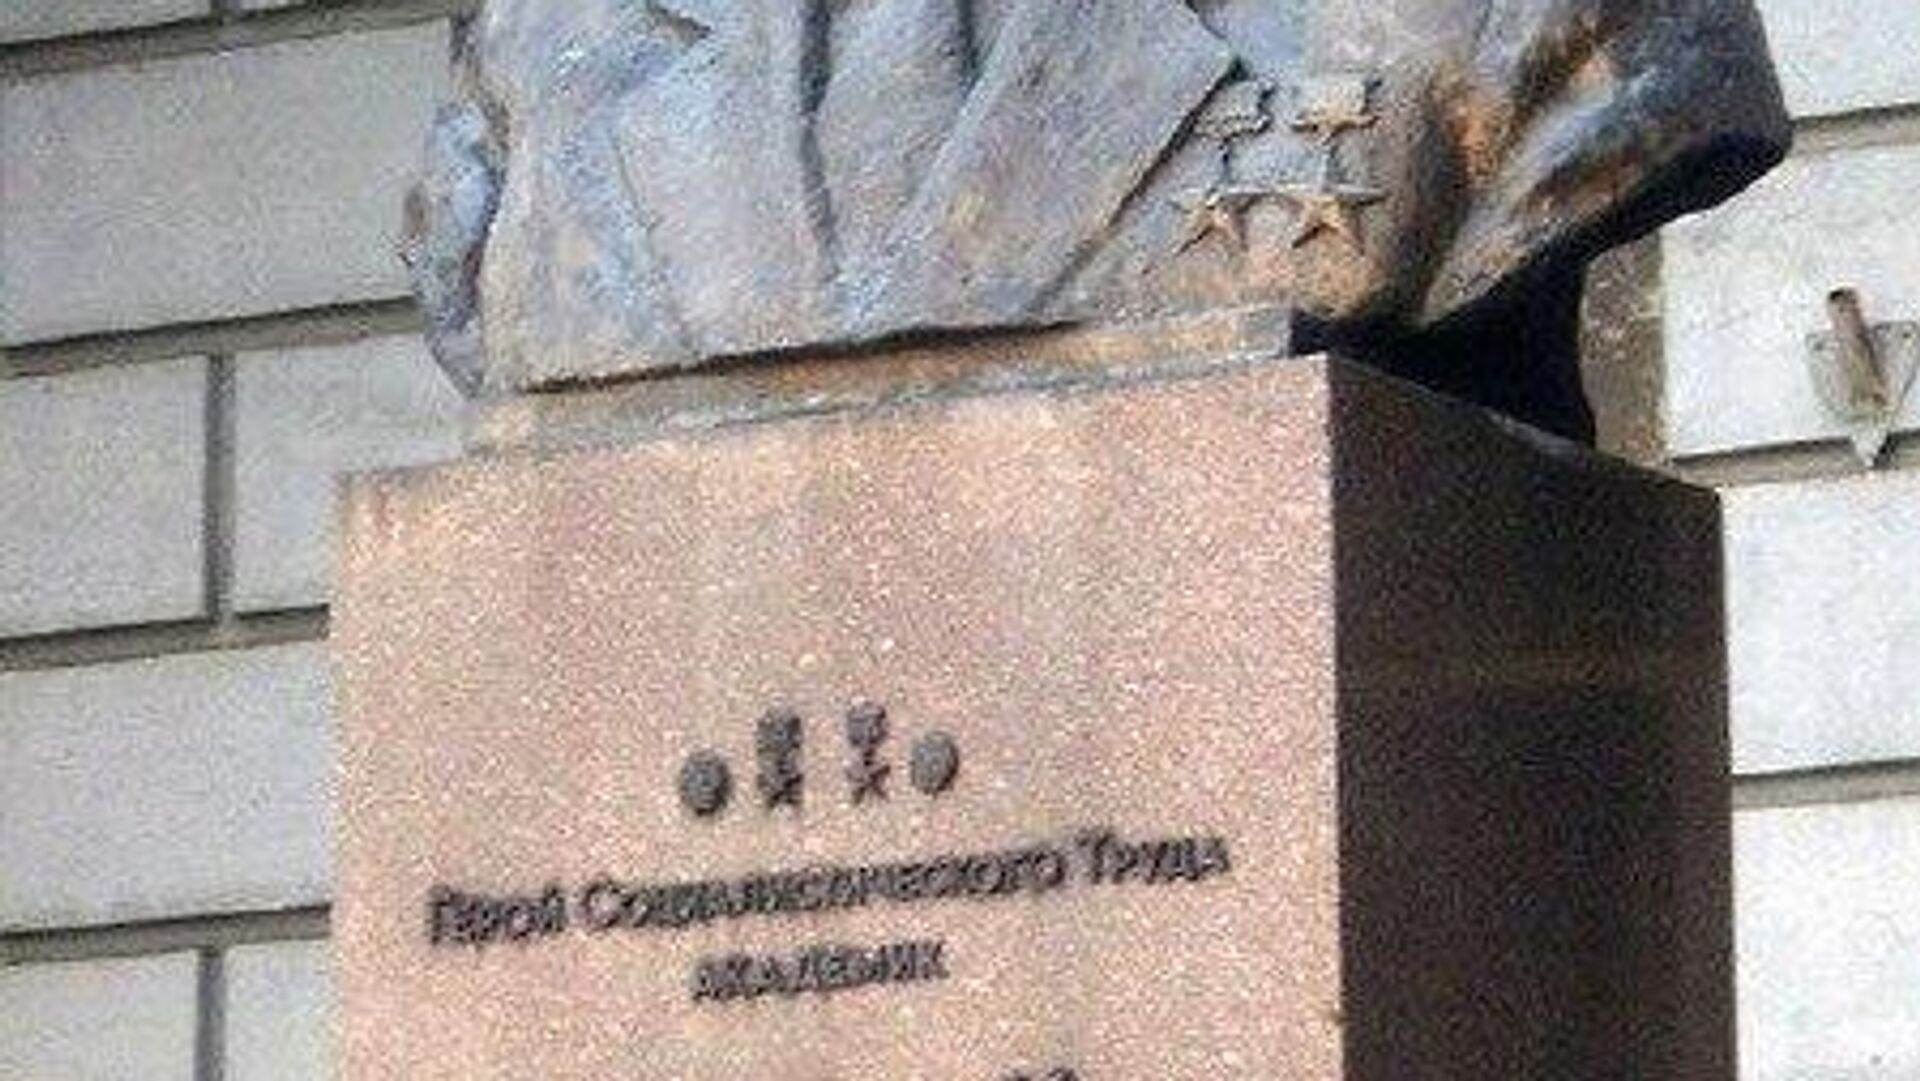 Герой Социалистического Труда
академик